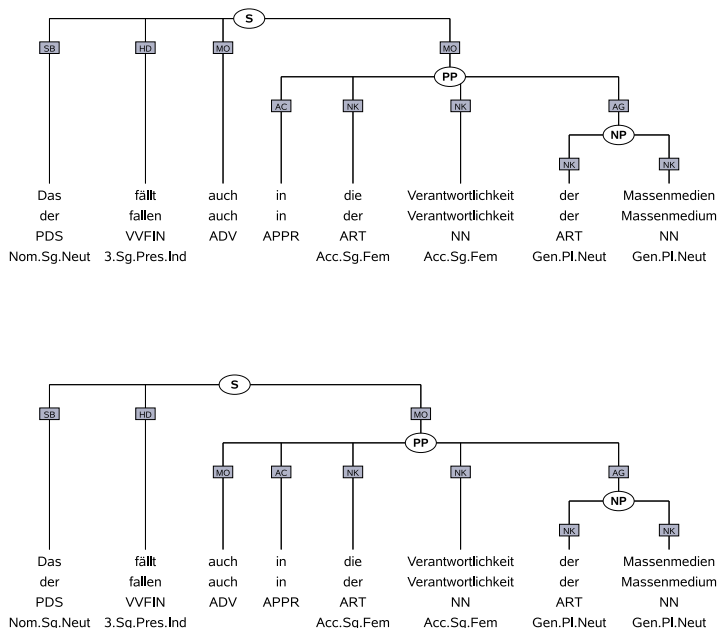 S
SB HD MO MO
PP
AC NK NK AG
NP
NK NK
Das fällt auch in die Verantwortlichkeit der Massenmedien
der fallen auch in der Verantwortlichkeit der Massenmedium
PDS VVFIN ADV APPR ART NN ART NN
Nom.Sg.Neut 3.Sg.Pres.Ind Acc.Sg.Fem Acc.Sg.Fem Gen.Pl.Neut Gen.Pl.Neut
S
SB HD MO
PP
MO AC NK NK AG
NP
NK NK
Das fällt auch in die Verantwortlichkeit der Massenmedien
der fallen auch in der Verantwortlichkeit der Massenmedium
PDS VVFIN ADV APPR ART NN ART NN
Nom.Sg.Neut 3.Sg.Pres.Ind Acc.Sg.Fem Acc.Sg.Fem Gen.Pl.Neut Gen.Pl.Neut